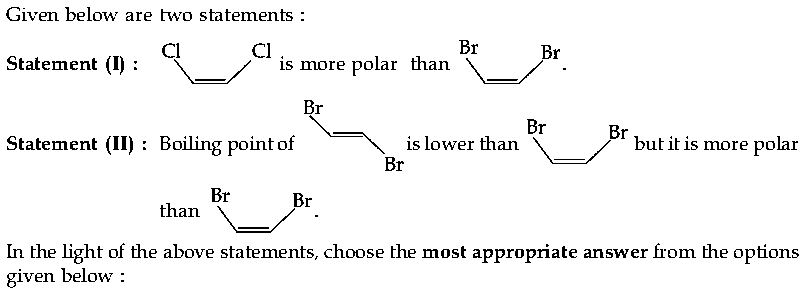 Given below are two statements :
Cl Cl Br Br
Statement (I) : is more polar than .
Br
Br Br
Statement (II) : Boiling point of is lower than but it is more polar
Br
Br Br
than .
In the light of the above statements, choose the most appropriate answer from the options
given below :